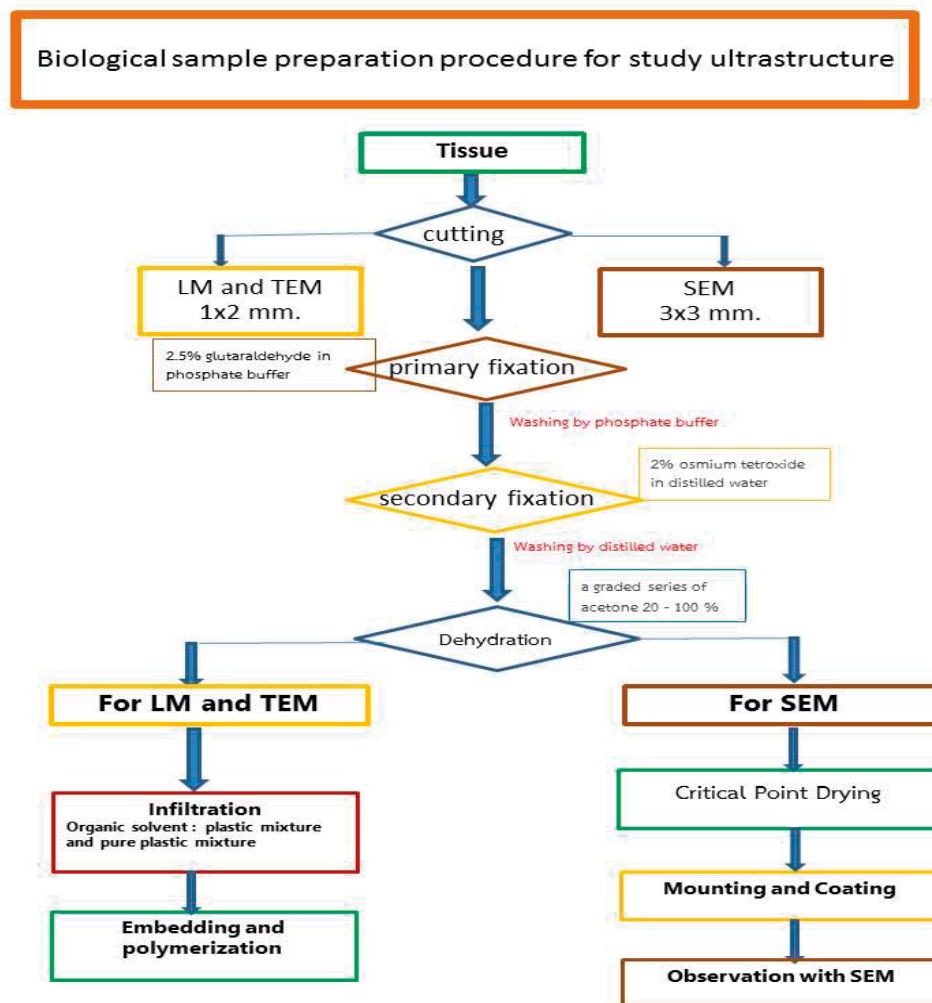 Biological sample preparation procedure for study ultrastructure
Tissue
cutting
LM and TEM
1x2 mm.
SEM
3x3 mm.
2.5% glutaraldehyde in
phosphate buffer
primary fixation
Washing by phosphate buffer
2% osmium tetroxide
in distilled water
secondary fixation
Washing by distilled water
a graded series of
acetone 20 - 100 %
Dehydration
For LM and TEM
For SEM
Infiltration
Organic solvent : plastic mixture
and pure plastic mixture
Critical Point Drying
Mounting and Coating
Embedding and
polymerization
Observation with SEM